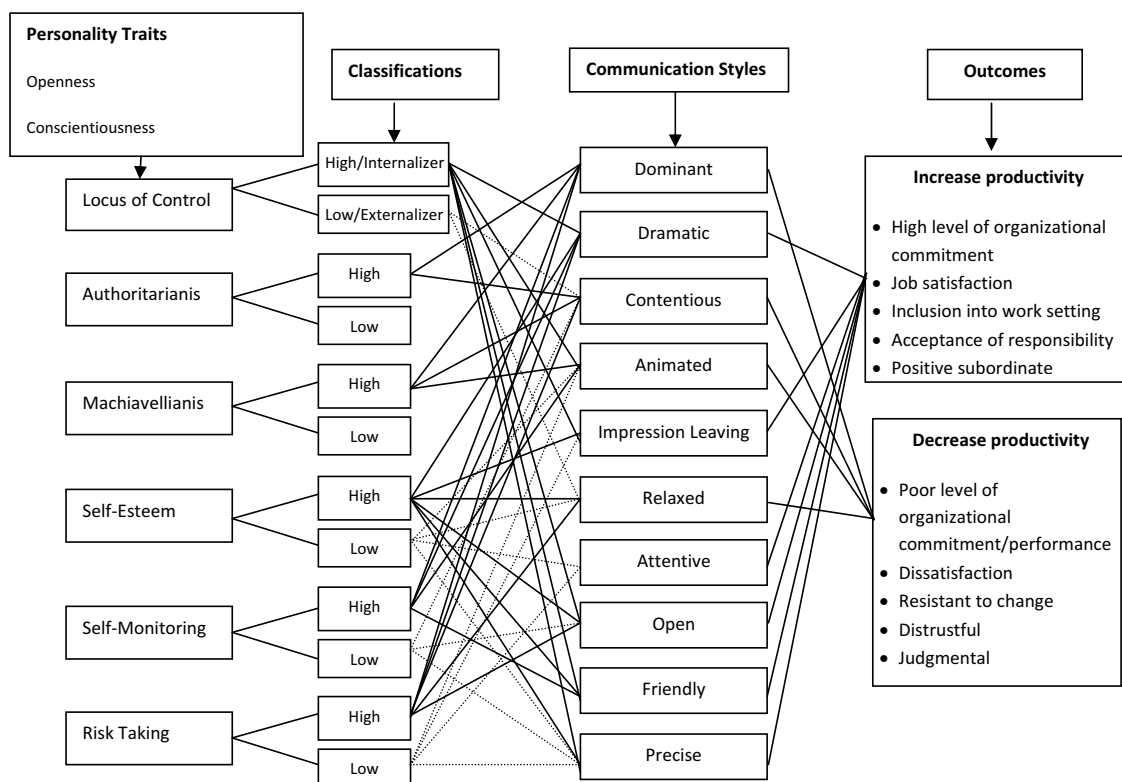 Personality Traits
Openness
Conscientiousness
Classifications
Communication Styles
Outcomes
Locus of Control
Authoritarianis
Machiavellianis
Self-Esteem
Self-Monitoring
Risk Taking
High/Internalizer
Low/Externalizer
High
Low
High
Low
High
Low
High
Low
High
Low
Dominant
Dramatic
Contentious
Animated
Impression Leaving
Relaxed
Attentive
Open
Friendly
Precise
Increase productivity
• High level of organizational
commitment
• Job satisfaction
• Inclusion into work setting
• Acceptance of responsibility
• Positive subordinate
Decrease productivity
• Poor level of
organizational
commitment/performance
• Dissatisfaction
• Resistant to change
• Distrustful
• Judgmental